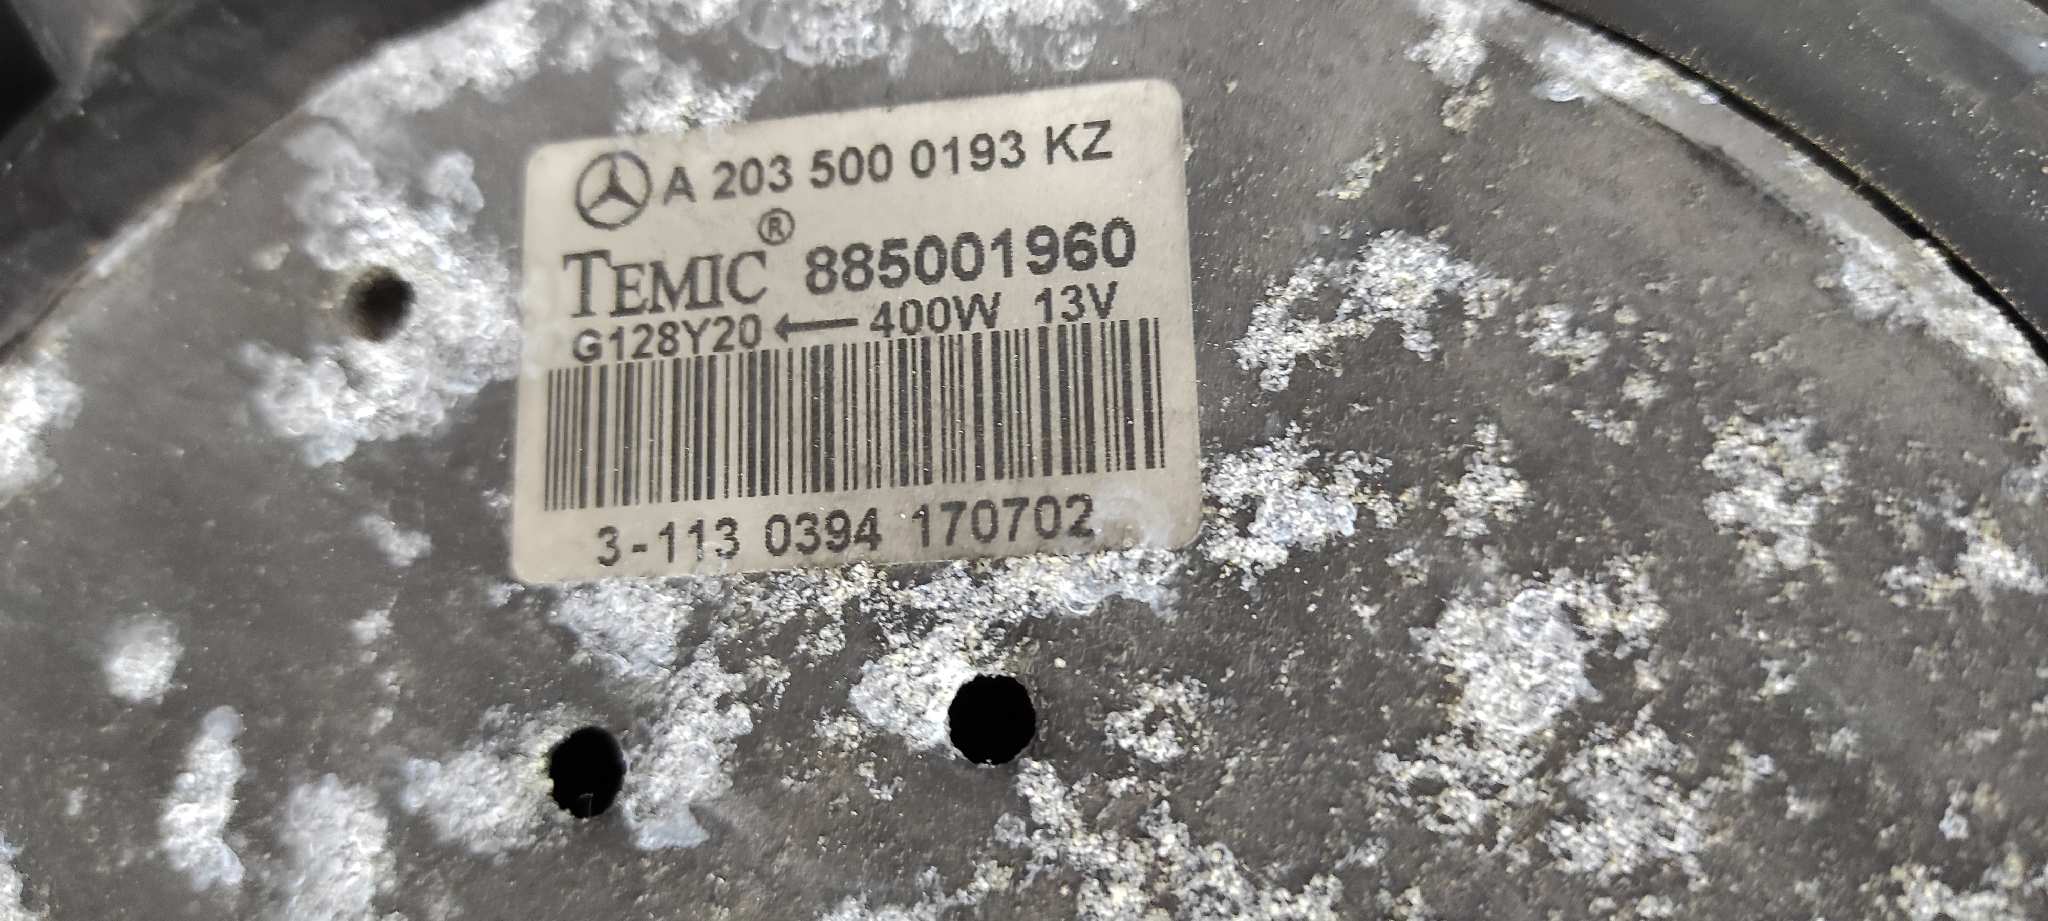 A 203 500 0193 KZ
TEMIC® 885001960
G128Y20 ← 400W 13V
3-113 0394 170702